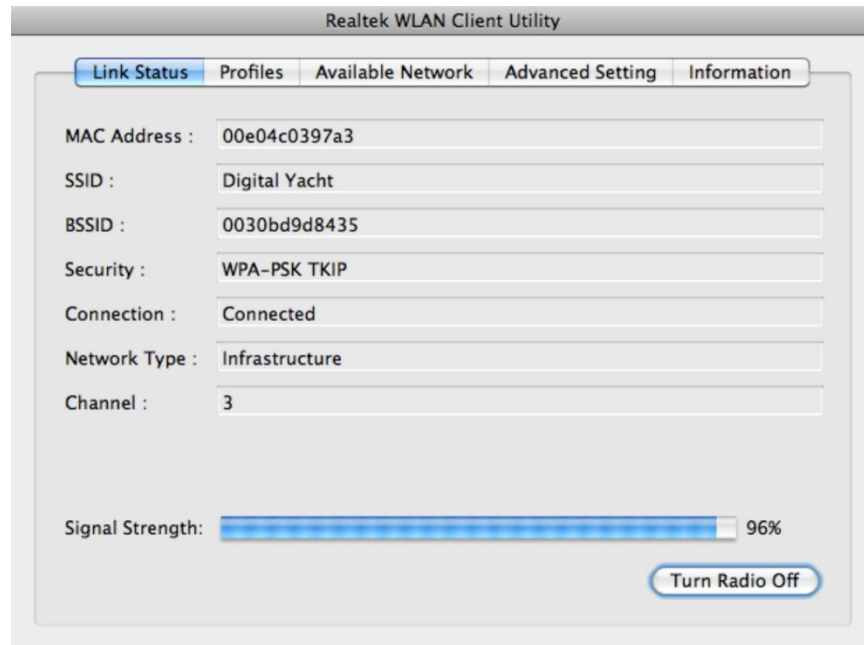 Realtek WLAN Client Utility
Link Status Profiles Available Network Advanced Setting Information
MAC Address : 00e04c0397a3
SSID : Digital Yacht
BSSID : 0030bd9d8435
Security : WPA-PSK TKIP
Connection : Connected
Network Type : Infrastructure
Channel : 3
Signal Strength: 96%
Turn Radio Off